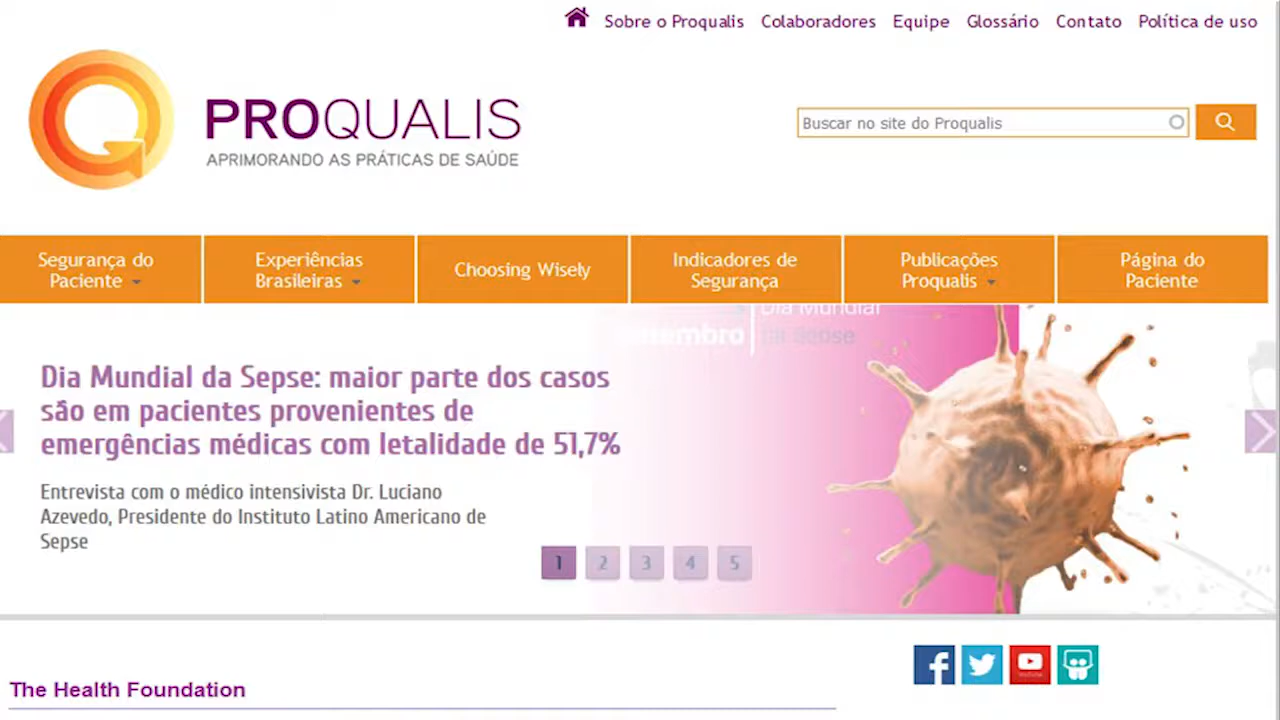 Sobre o Proqualis Colaboradores Equipe Glossário Contato Política de uso
PROQUALIS
APRIMORANDO AS PRÁTICAS DE SAÚDE
Buscar no site do Proqualis
Segurança do
Paciente
Experiências
Brasileiras
Choosing Wisely
Indicadores de
Segurança
Publicações
Proqualis
Página do
Paciente
Dia Mundial
da Sepse: maior parte dos casos
são em pacientes provenientes de
emergências médicas com letalidade de 51,7%
Entrevista com o médico intensivista Dr. Luciano
Azevedo, Presidente do Instituto Latino Americano de
Sepse
1 2 3 4 5
The Health Foundation